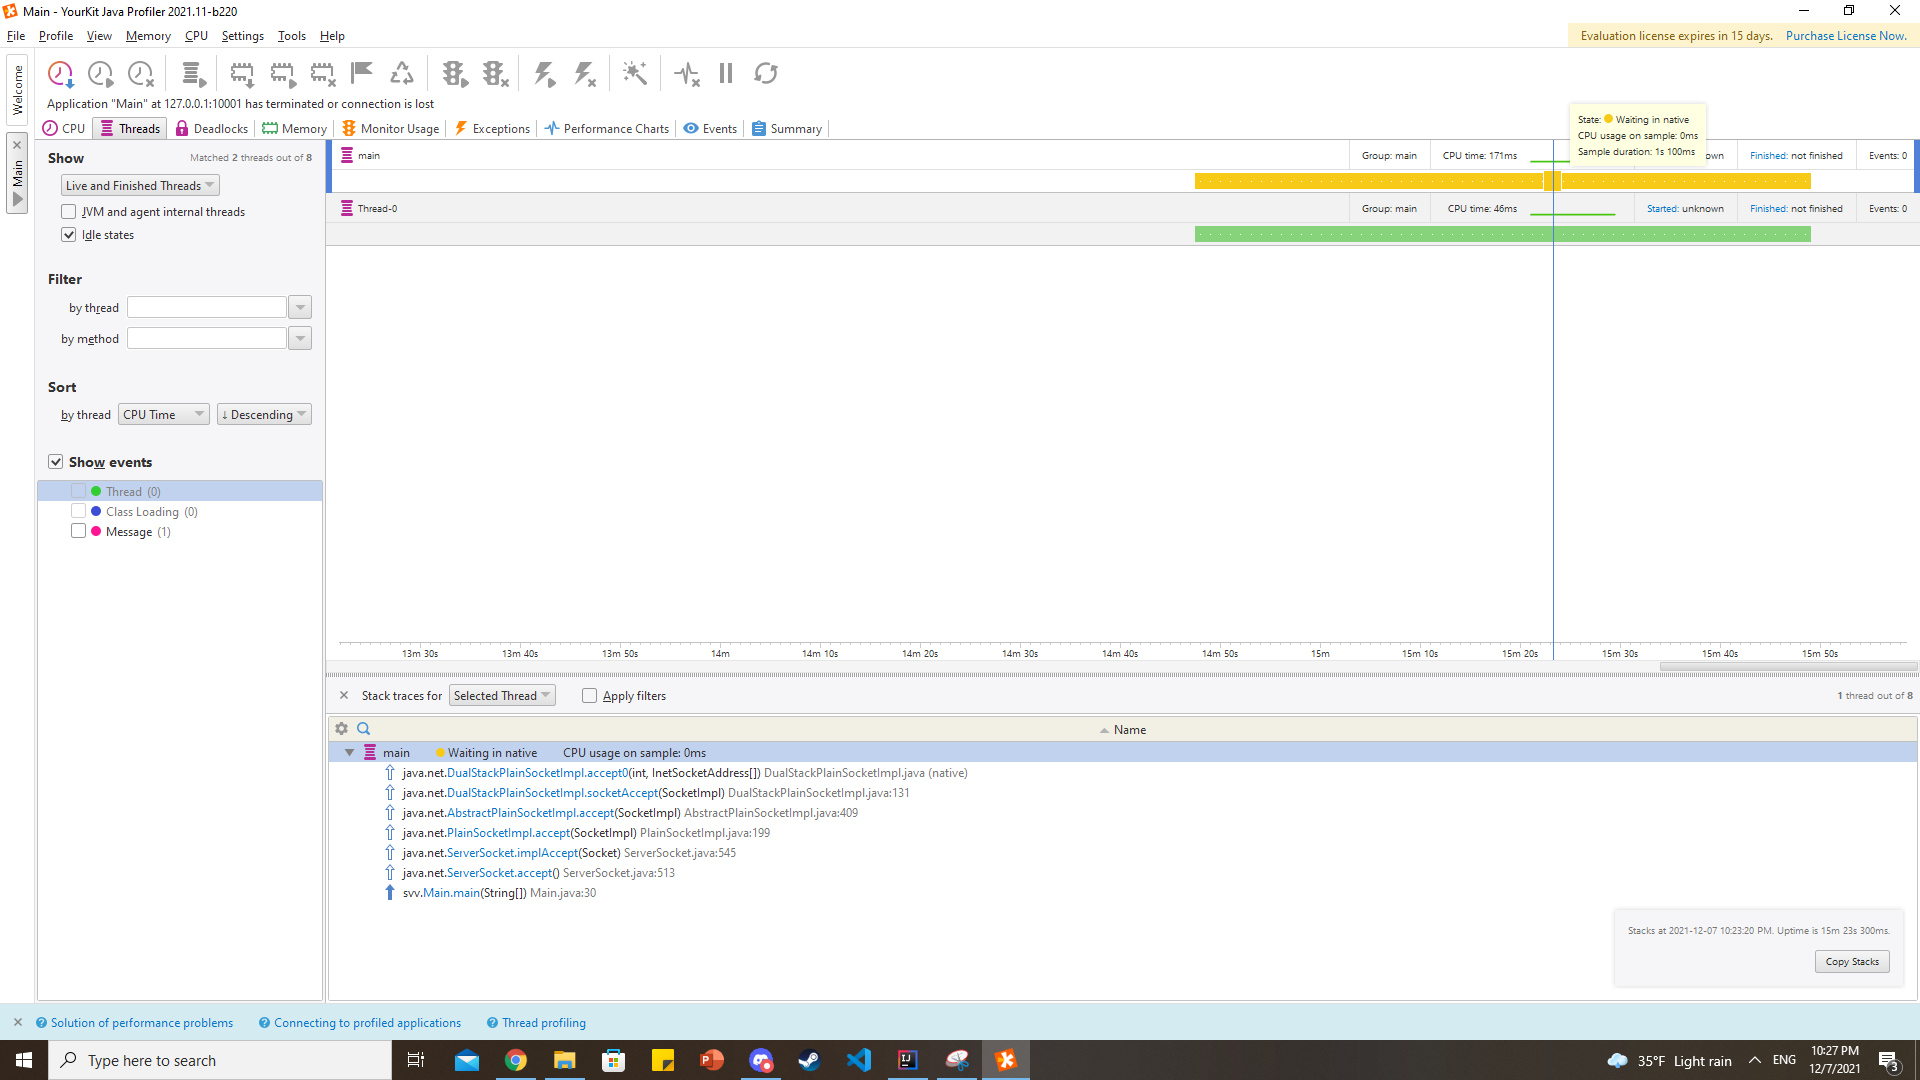 Main - YourKit Java Profiler 2021.11-b220
File Profile View Memory CPU Settings Tools Help
Evaluation license expires in 15 days. Purchase License Now.
Welcome
Main
Application "Main" at 127.0.0.1:10001 has terminated or connection is lost
CPU Threads Deadlocks Memory Monitor Usage Exceptions Performance Charts Events Summary
State: Waiting in native
CPU usage on sample: 0ms
Sample duration: 1s 100ms
Show Matched 2 threads out of 8
Live and Finished Threads
JVM and agent internal threads
Idle states
Filter
by thread
by method
Sort
by thread CPU Time ↓ Descending
Show events
Thread (0)
Class Loading (0)
Message (1)
main Group: main CPU time: 171ms own Finished: not finished Events: 0
Thread-0 Group: main CPU time: 46ms Started: unknown Finished: not finished Events: 0
13m 30s 13m 40s 13m 50s 14m 14m 10s 14m 20s 14m 30s 14m 40s 14m 50s 15m 15m 10s 15m 20s 15m 30s 15m 40s 15m 50s
Stack traces for Selected Thread Apply filters 1 thread out of 8
Name
main Waiting in native CPU usage on sample: 0ms
java.net.DualStackPlainSocketImpl.accept0(int, InetSocketAddress[]) DualStackPlainSocketImpl.java (native)
java.net.DualStackPlainSocketImpl.socketAccept(SocketImpl) DualStackPlainSocketImpl.java:131
java.net.AbstractPlainSocketImpl.accept(SocketImpl) AbstractPlainSocketImpl.java:409
java.net.PlainSocketImpl.accept(SocketImpl) PlainSocketImpl.java:199
java.net.ServerSocket.implAccept(Socket) ServerSocket.java:545
java.net.ServerSocket.accept() ServerSocket.java:513
svv.Main.main(String[]) Main.java:30
Stacks at 2021-12-07 10:23:20 PM. Uptime is 15m 23s 300ms.
Copy Stacks
Solution of performance problems Connecting to profiled applications Thread profiling
Type here to search
35°F Light rain
ENG
10:27 PM
12/7/2021
3